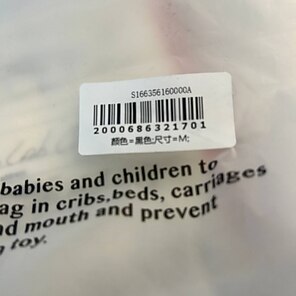 S166356160000A
2000686321701
颜色=黑色;尺寸=M;
babies and children to
ag in cribs, beds, carriages
nd mouth and prevent
toy.